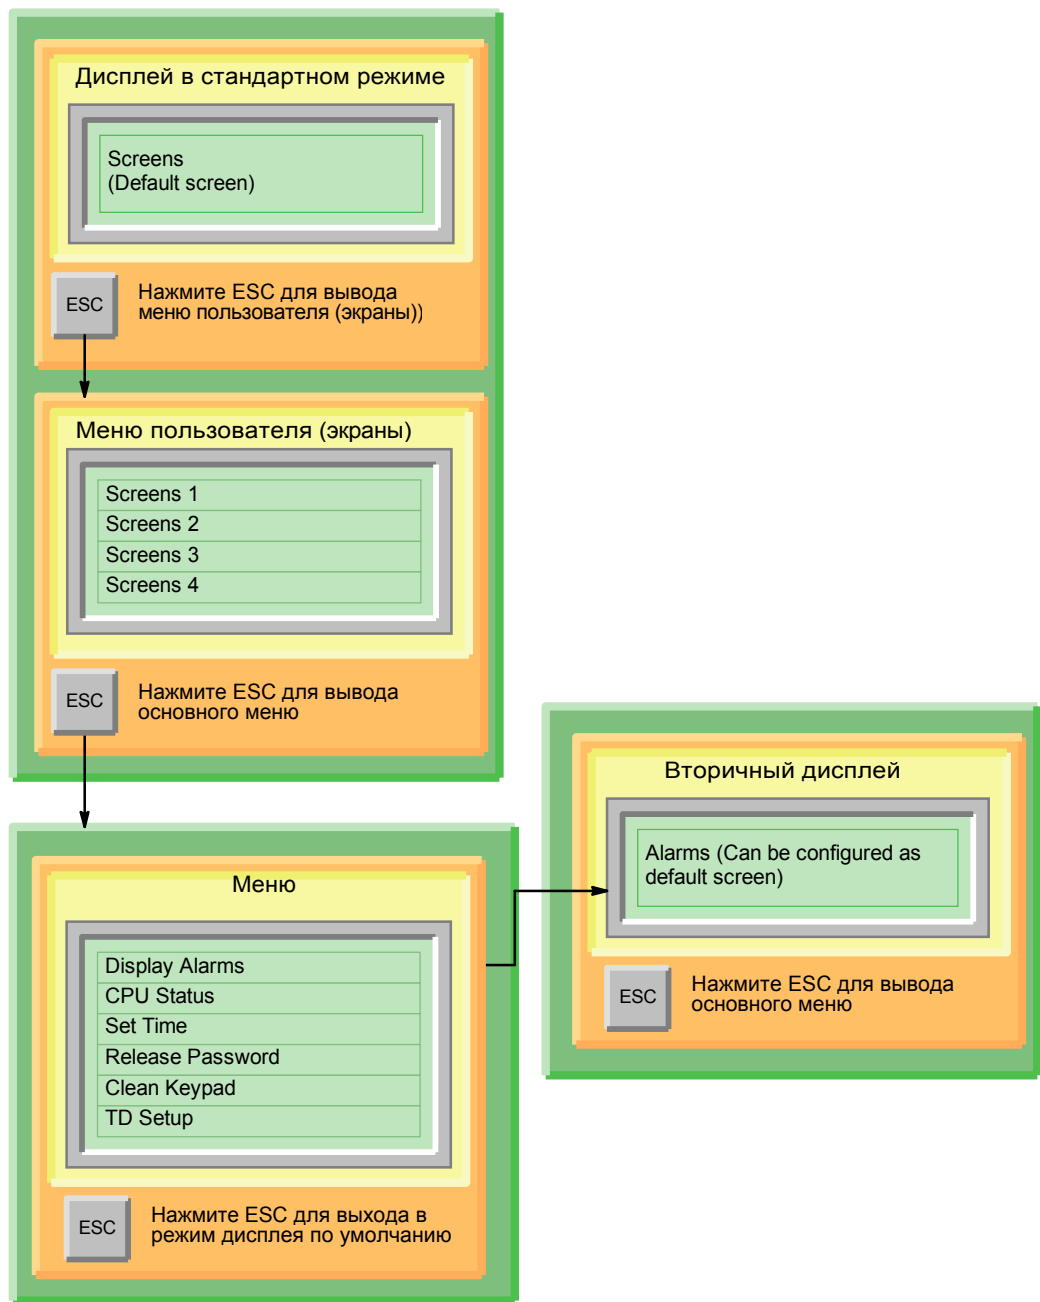 Дисплей в стандартном режиме
Screens
(Default screen)
ESC
Нажмите ESC для вывода
меню пользователя (экраны))
Меню пользователя (экраны)
Screens 1
Screens 2
Screens 3
Screens 4
ESC
Нажмите ESC для вывода
основного меню
Меню
Display Alarms
CPU Status
Set Time
Release Password
Clean Keypad
TD Setup
ESC
Нажмите ESC для выхода в
режим дисплея по умолчанию
Вторичный дисплей
Alarms (Can be configured as
default screen)
ESC
Нажмите ESC для вывода
основного меню